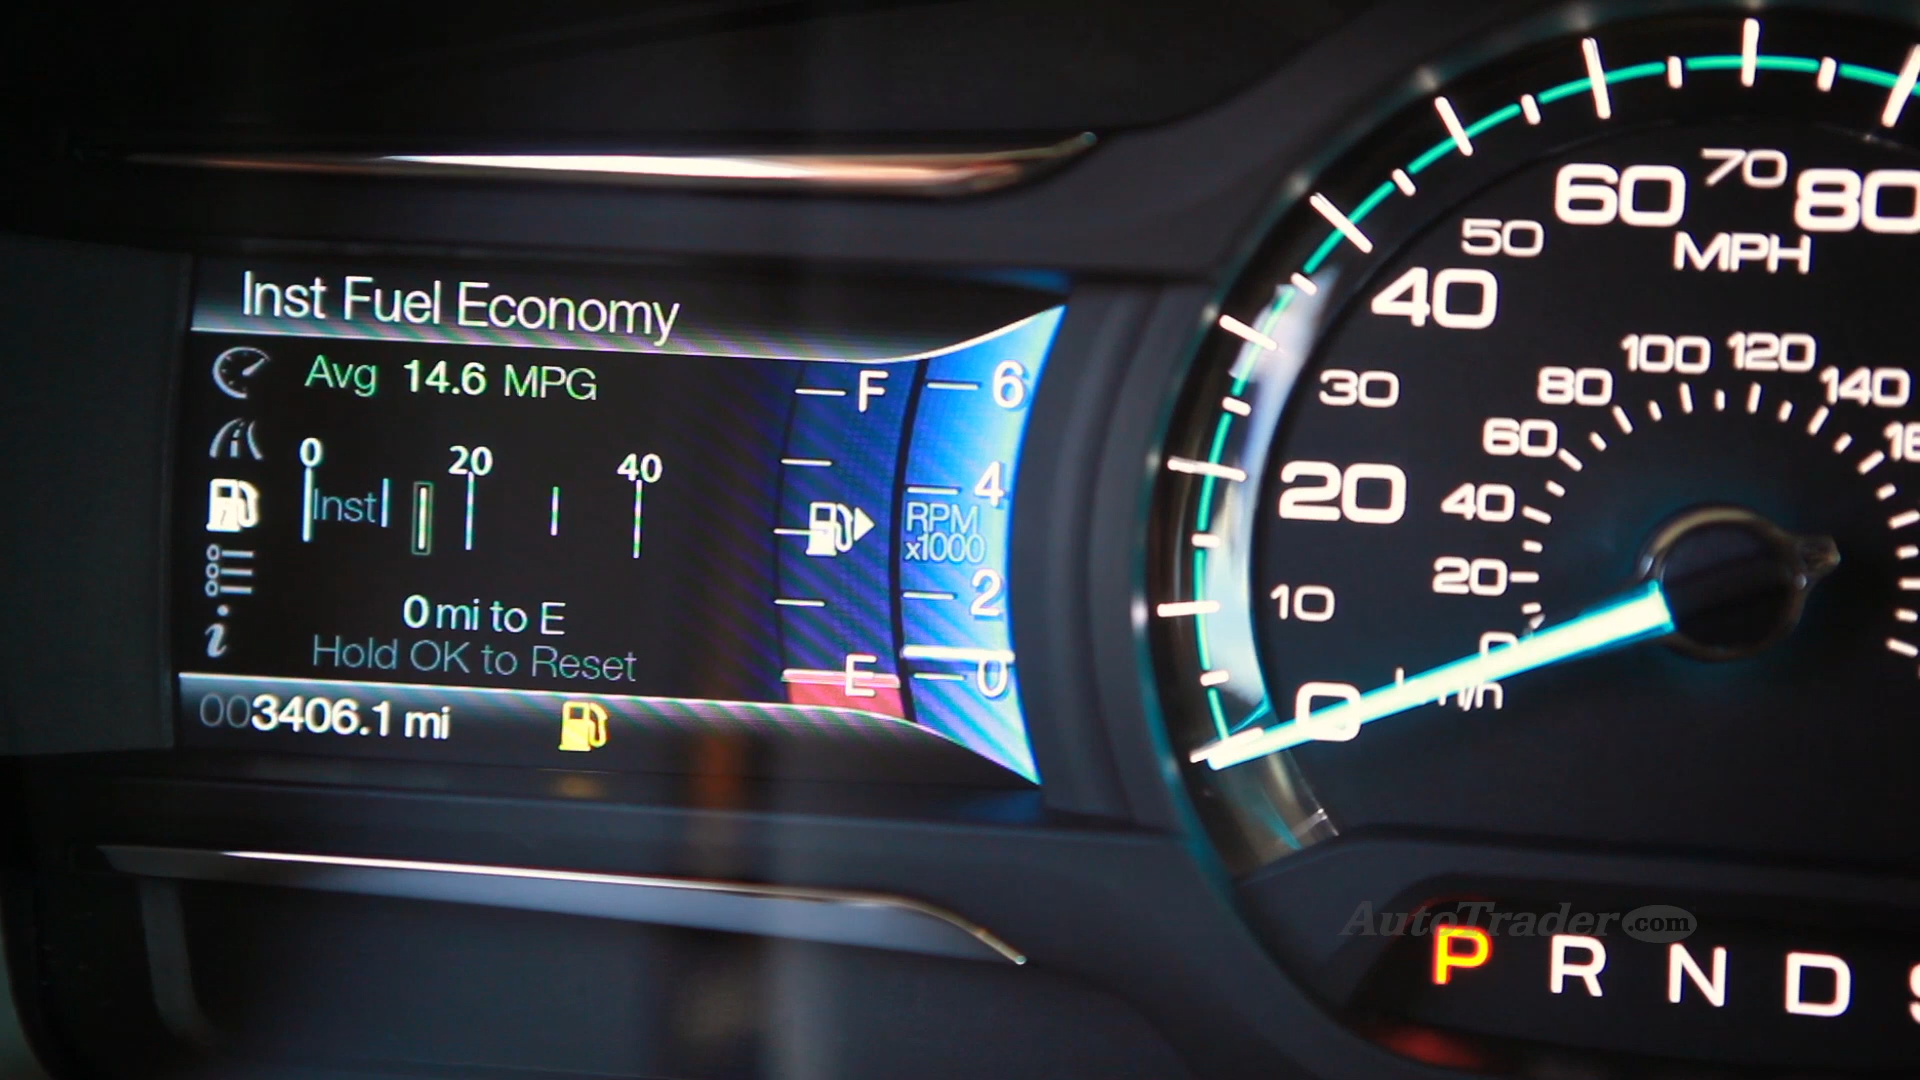 Inst Fuel Economy
Avg 14.6 MPG
0 20 40
Inst
0 mi to E
Hold OK to Reset
003406.1 mi
F
E
6
4
RPM
x1000
2
0
0 10 20 30 40 50 60 70 80
MPH
0 20 40 60 80 100 120 140
P R N D
AutoTrader.com